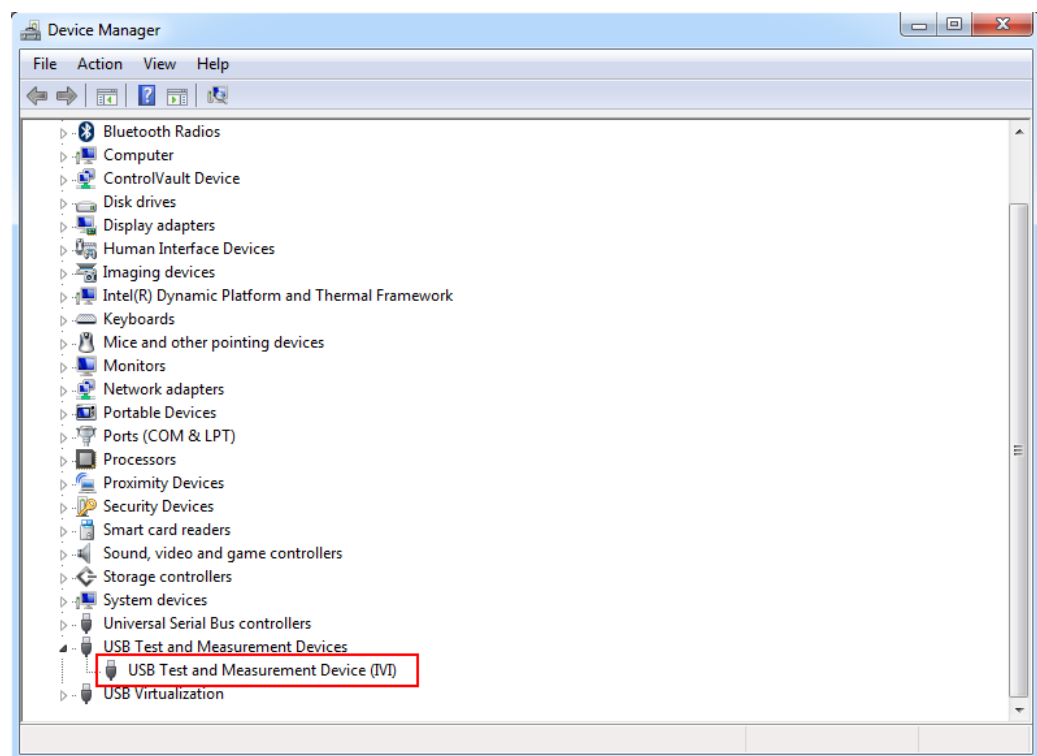 Device Manager
File Action View Help
Bluetooth Radios
Computer
ControlVault Device
Disk drives
Display adapters
Human Interface Devices
Imaging devices
Intel(R) Dynamic Platform and Thermal Framework
Keyboards
Mice and other pointing devices
Monitors
Network adapters
Portable Devices
Ports (COM & LPT)
Processors
Proximity Devices
Security Devices
Smart card readers
Sound, video and game controllers
Storage controllers
System devices
Universal Serial Bus controllers
USB Test and Measurement Devices
USB Test and Measurement Device (IVI)
USB Virtualization